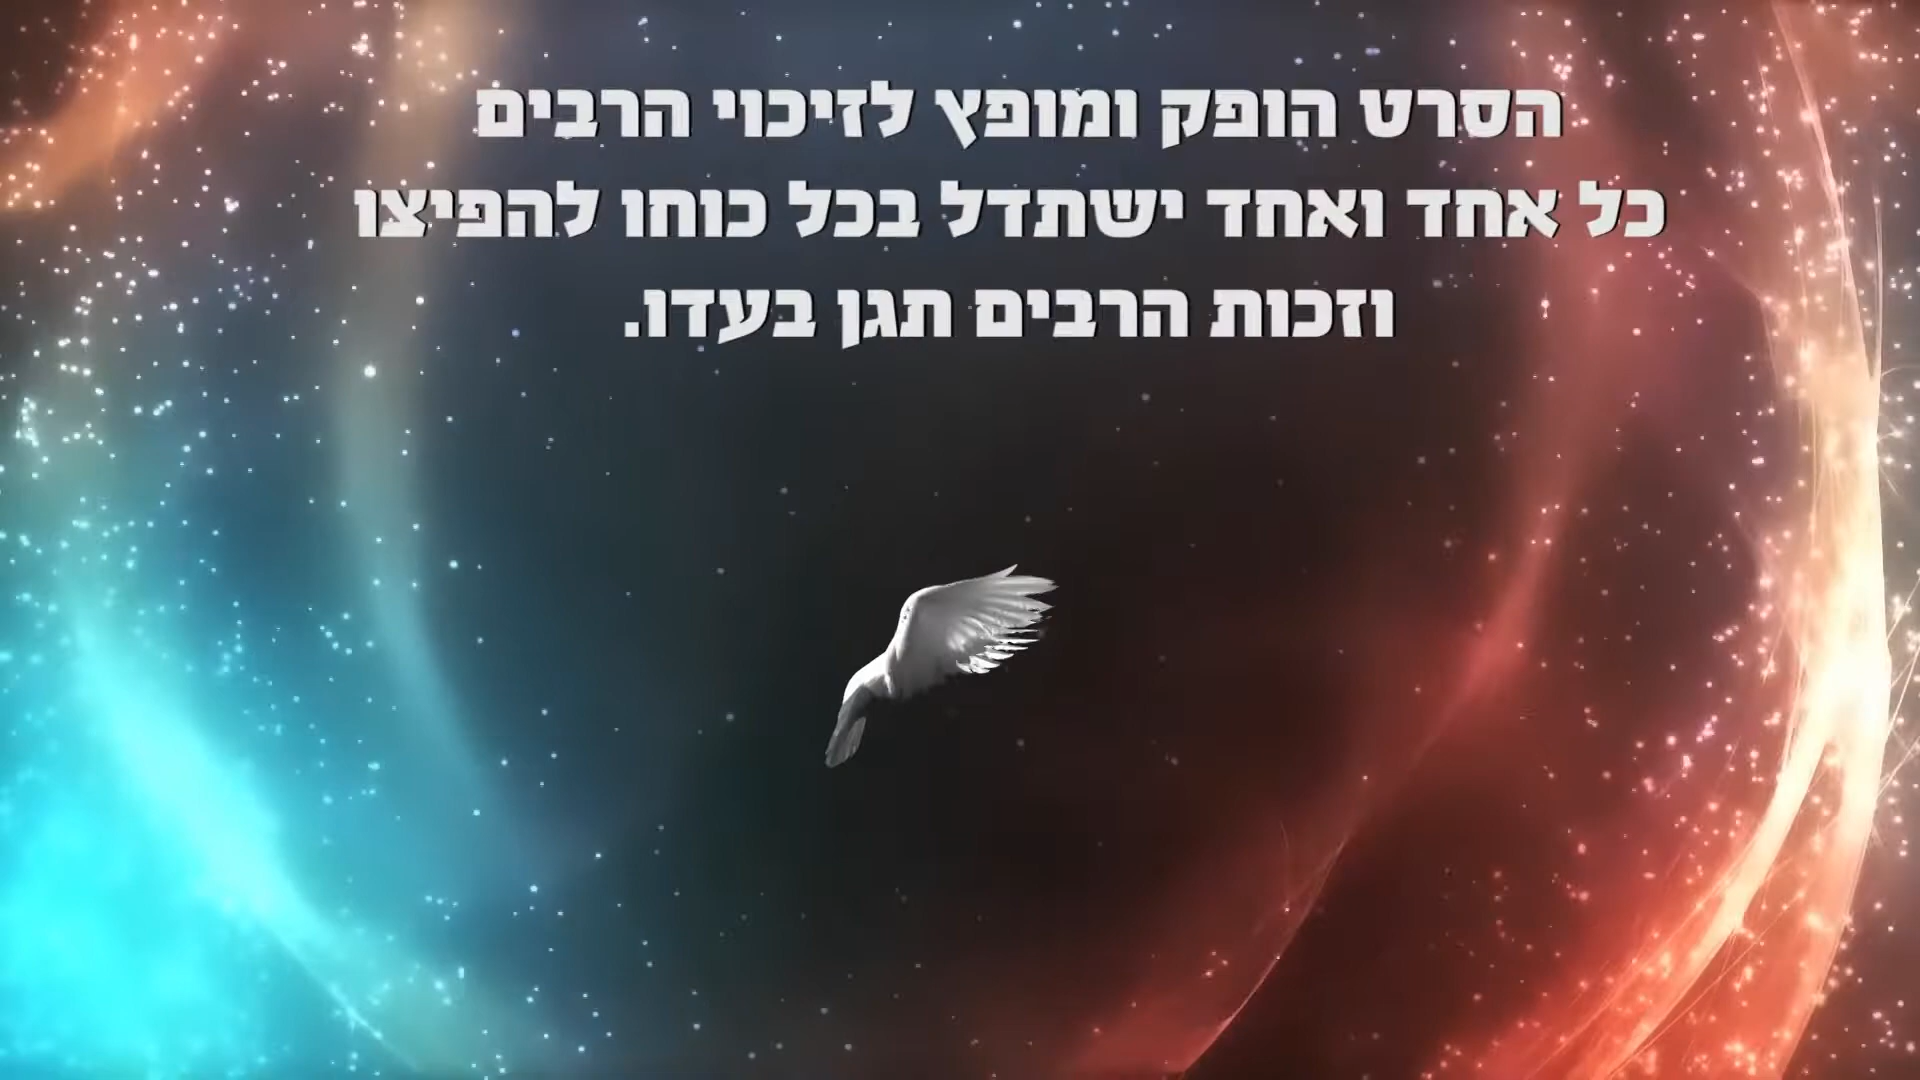 הסרט הופק ומופץ לזיכוי הרבים
כל אחד ואחד ישתדל בכל כוחו להפיצו
וזכות הרבים תגן בעדו.